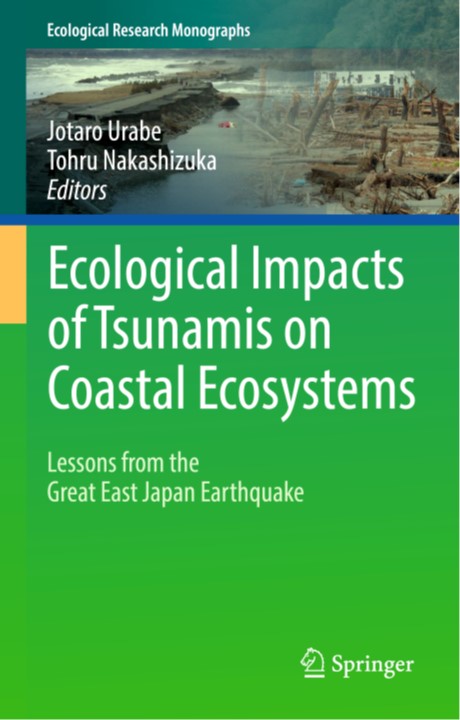 Ecological Research Monographs
Jotaro Urabe
Tohru Nakashizuka
Editors
Ecological Impacts
of Tsunamis on
Coastal Ecosystems
Lessons from the
Great East Japan Earthquake
Springer